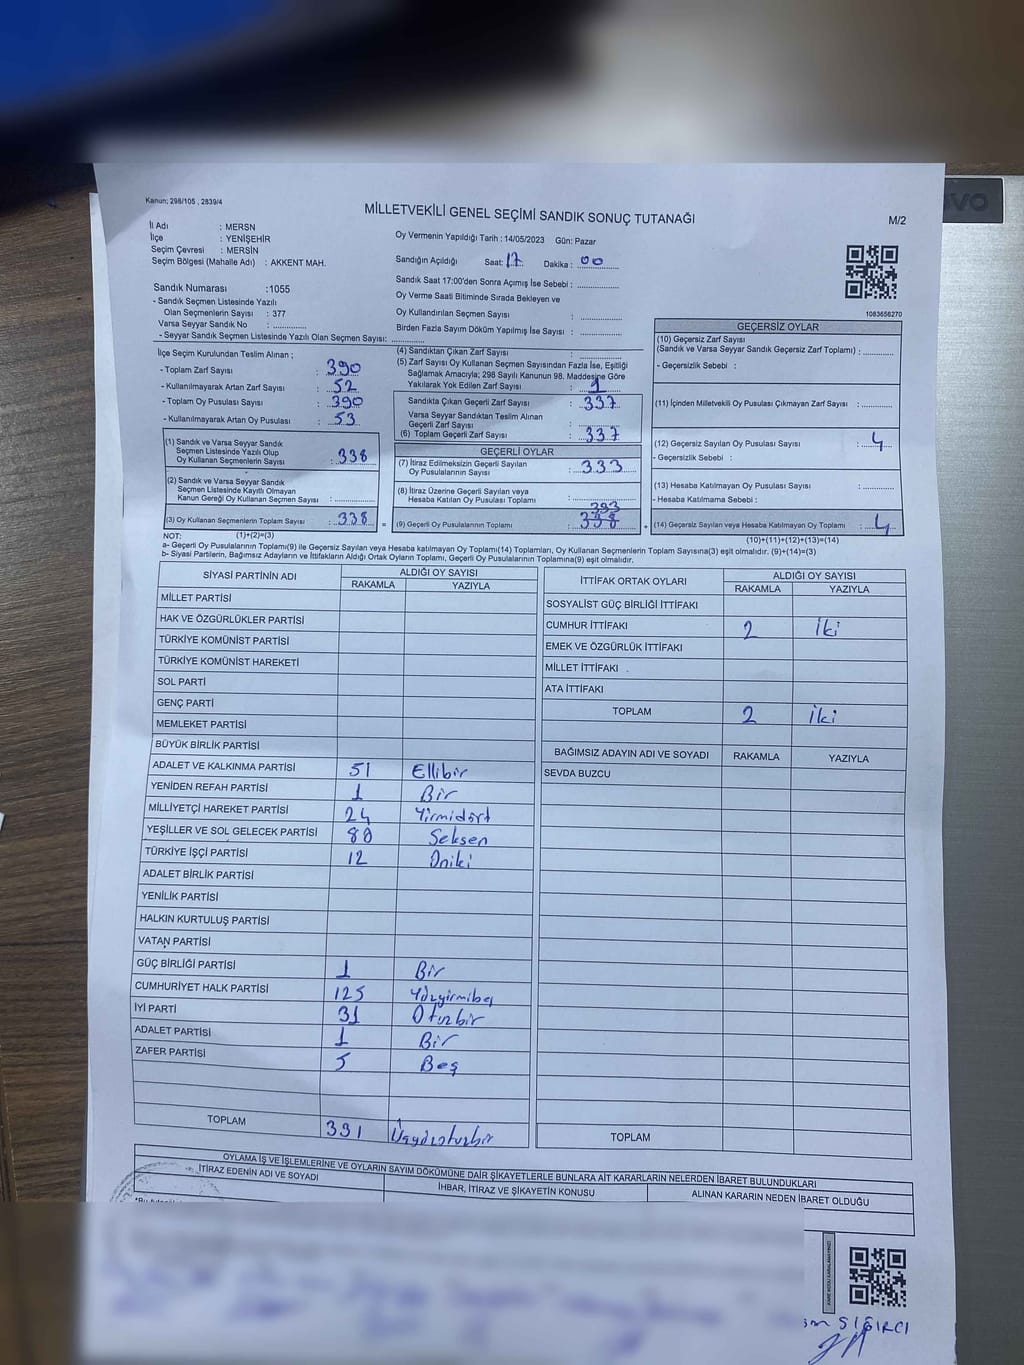 Kanun; 298/105 , 2839/4
MİLLETVEKİLİ GENEL SEÇİMİ SANDIK SONUÇ TUTANAĞI
M/2
İl Adı : MERSN
İlçe : YENİŞEHİR
Seçim Çevresi : MERSİN
Seçim Bölgesi (Mahalle Adı) : AKKENT MAH.
Sandık Numarası :1055
- Sandık Seçmen Listesinde Yazılı
Olan Seçmenlerin Sayısı : 377
Varsa Seyyar Sandık No : ..............
- Seyyar Sandık Seçmen Listesinde Yazılı Olan Seçmen Sayısı: ..............
Oy Vermenin Yapıldığı Tarih : 14/05/2023 Gün: Pazar
Sandığın Açıldığı Saat: 17 Dakika : 00
Sandık Saat 17:00'den Sonra Açımış İse Sebebi : ..............
Oy Verme Saati Bitiminde Sırada Bekleyen ve
Oy Kullandırılan Seçmen Sayısı : ..............
Birden Fazla Sayım Döküm Yapılmış İse Sayısı : ..............
1083656270
İlçe Seçim Kurulundan Teslim Alınan ;
- Toplam Zarf Sayısı : 390
- Kullanılmayarak Artan Zarf Sayısı : 52
- Toplam Oy Pusulası Sayısı : 390
- Kullanılmayarak Artan Oy Pusulası : 53
(1) Sandık ve Varsa Seyyar Sandık
Seçmen Listesinde Yazılı Olup
Oy Kullanan Seçmenlerin Sayısı : 338
(2) Sandık ve Varsa Seyyar Sandık
Seçmen Listesinde Kayıtlı Olmayan
Kanun Gereği Oy Kullanan Seçmen Sayısı : ..............
(3) Oy Kullanan Seçmenlerin Toplam Sayısı : 338
(4) Sandıktan Çıkan Zarf Sayısı : ..............
(5) Zarf Sayısı Oy Kullanan Seçmen Sayısından Fazla İse, Eşitliği
Sağlamak Amacıyla; 298 Sayılı Kanunun 98. Maddesine Göre
Yakılarak Yok Edilen Zarf Sayısı : 1
Sandıkta Çıkan Geçerli Zarf Sayısı : 337
Varsa Seyyar Sandıktan Teslim Alınan
Geçerli Zarf Sayısı : ..............
(6) Toplam Geçerli Zarf Sayısı : 337
GEÇERLİ OYLAR
(7) İtiraz Edilmeksizin Geçerli Sayılan
Oy Pusulalarının Sayısı : 333
(8) İtiraz Üzerine Geçerli Sayılan veya
Hesaba Katılan Oy Pusulası Toplamı : ..............
333
= (9) Geçerli Oy Pusulalarının Toplamı : 338
GEÇERSİZ OYLAR
(10) Geçersiz Zarf Sayısı
(Sandık ve Varsa Seyyar Sandık Geçersiz Zarf Toplamı) : ..............
- Geçersizlik Sebebi :
(11) İçinden Milletvekili Oy Pusulası Çıkmayan Zarf Sayısı : ..............
(12) Geçersiz Sayılan Oy Pusulası Sayısı : 4
- Geçersizlik Sebebi :
(13) Hesaba Katılmayan Oy Pusulası Sayısı : ..............
- Hesaba Katılmama Sebebi :
+ (14) Geçersiz Sayılan veya Hesaba Katılmayan Oy Toplamı : 4
NOT: (1)+(2)=(3)
(10)+(11)+(12)+(13)=(14)
a- Geçerli Oy Pusulalarının Toplamı(9) ile Geçersiz Sayılan veya Hesaba katılmayan Oy Toplamı(14) Toplamları, Oy Kullanan Seçmenlerin Toplam Sayısına(3) eşit olmalıdır. (9)+(14)=(3)
b- Siyasi Partilerin, Bağımsız Adayların ve İttifakların Aldığı Ortak Oyların Toplamı, Geçerli Oy Pusulalarının Toplamına(9) eşit olmalıdır.
SİYASİ PARTİNİN ADI ALDIĞI OY SAYISI
RAKAMLA YAZIYLA
MİLLET PARTİSİ
HAK VE ÖZGÜRLÜKLER PARTİSİ
TÜRKİYE KOMÜNİST PARTİSİ
TÜRKİYE KOMÜNİST HAREKETİ
SOL PARTİ
GENÇ PARTİ
MEMLEKET PARTİSİ
BÜYÜK BİRLİK PARTİSİ
ADALET VE KALKINMA PARTİSİ 51 Ellibir
YENİDEN REFAH PARTİSİ 1 Bir
MİLLİYETÇİ HAREKET PARTİSİ 24 Yirmidört
YEŞİLLER VE SOL GELECEK PARTİSİ 80 Seksen
TÜRKİYE İŞÇİ PARTİSİ 12 Oniki
ADALET BİRLİK PARTİSİ
YENİLİK PARTİSİ
HALKIN KURTULUŞ PARTİSİ
VATAN PARTİSİ
GÜÇ BİRLİĞİ PARTİSİ 1 Bir
CUMHURİYET HALK PARTİSİ 125 Yüzyirmibeş
İYİ PARTİ 31 Otuzbir
ADALET PARTİSİ 1 Bir
ZAFER PARTİSİ 5 Beş
TOPLAM 331 Üçyüzotuzbir
İTTİFAK ORTAK OYLARI ALDIĞI OY SAYISI
RAKAMLA YAZIYLA
SOSYALİST GÜÇ BİRLİĞİ İTTİFAKI
CUMHUR İTTİFAKI 2 İki
EMEK VE ÖZGÜRLÜK İTTİFAKI
MİLLET İTTİFAKI
ATA İTTİFAKI
TOPLAM 2 İki
BAĞIMSIZ ADAYIN ADI VE SOYADI RAKAMLA YAZIYLA
SEVDA BUZCU
TOPLAM
OYLAMA İŞ VE İŞLEMLERİNE VE OYLARIN SAYIM DÖKÜMÜNE DAİR ŞİKAYETLERLE BUNLARA AİT KARARLARIN NELERDEN İBARET BULUNDUKLARI
İTİRAZ EDENİN ADI VE SOYADI
İHBAR, İTİRAZ VE ŞİKAYETİN KONUSU
ALINAN KARARIN NEDEN İBARET OLDUĞU
SIĞIRCI